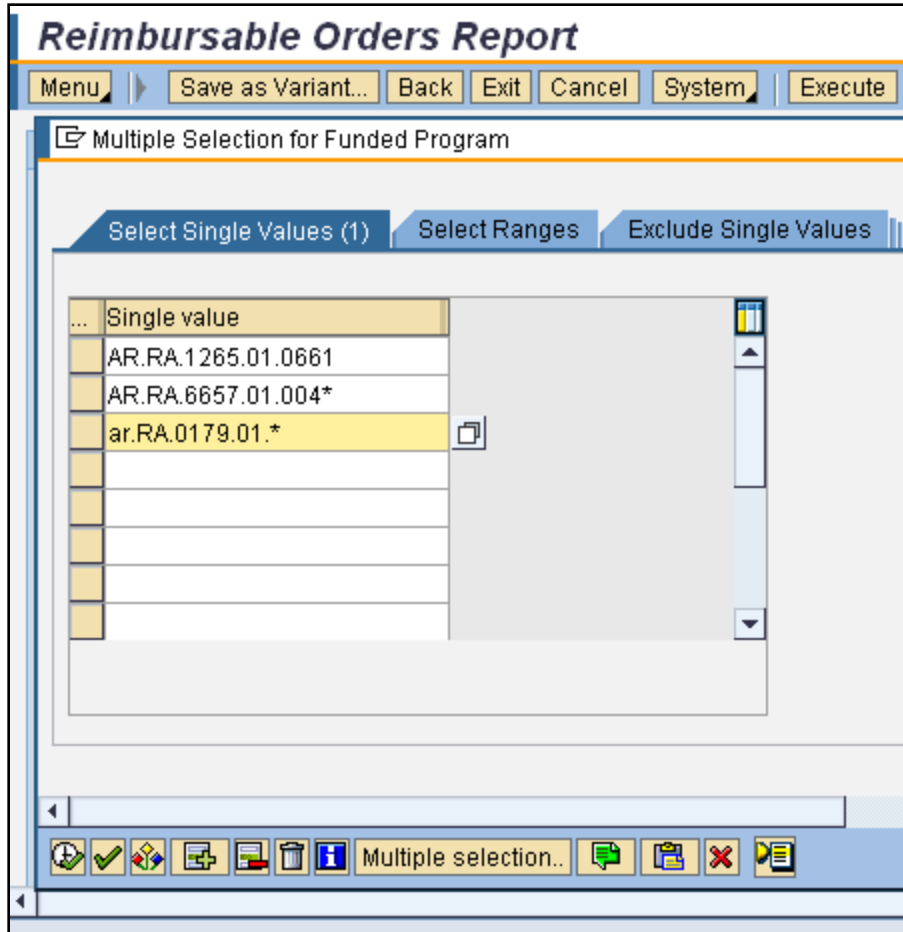 Reimbursable Orders Report
Menu Save as Variant... Back Exit Cancel System Execute
Multiple Selection for Funded Program
Select Single Values (1) Select Ranges Exclude Single Values
... Single value
AR.RA.1265.01.0661
AR.RA.6657.01.004*
ar.RA.0179.01.*
Multiple selection..